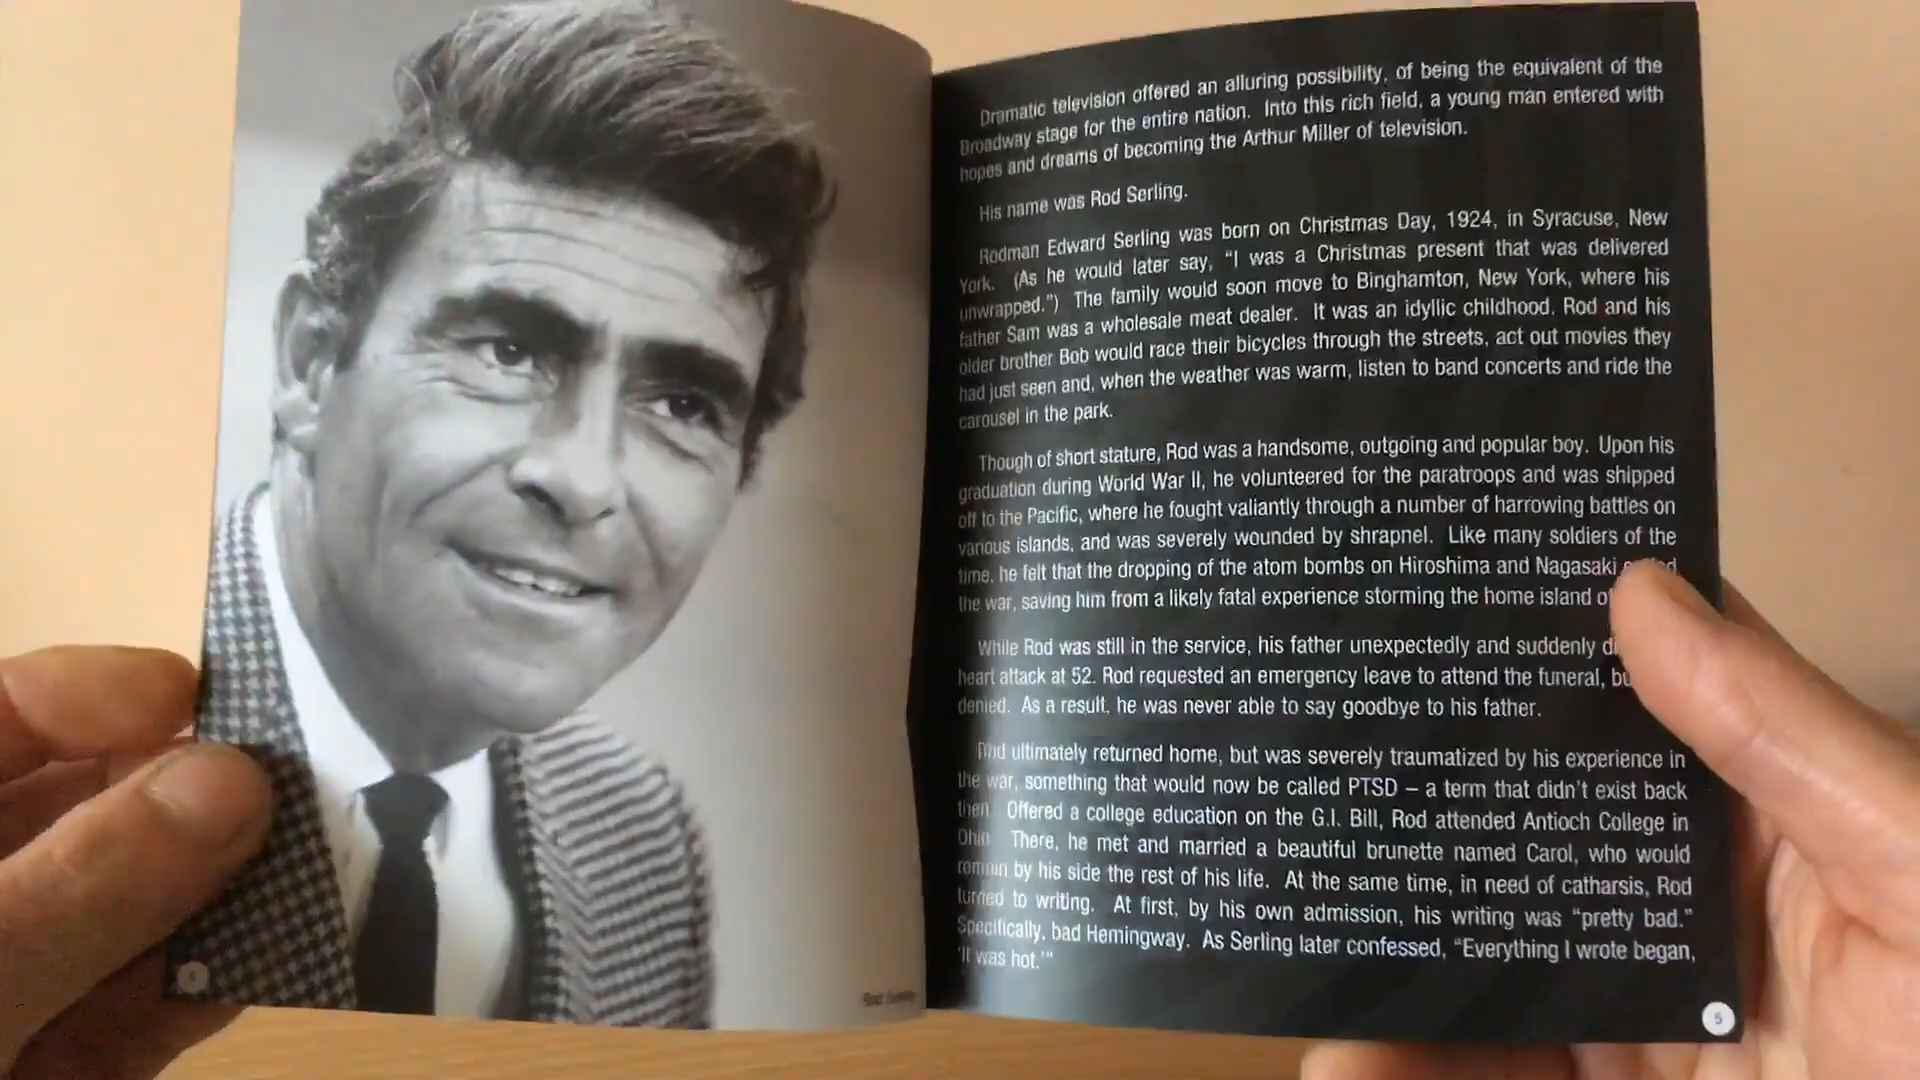 4
Rod Serling
Dramatic television offered an alluring possibility, of being the equivalent of the
Broadway stage for the entire nation. Into this rich field, a young man entered with
hopes and dreams of becoming the Arthur Miller of television.
His name was Rod Serling.
Rodman Edward Serling was born on Christmas Day, 1924, in Syracuse, New
York. (As he would later say, “I was a Christmas present that was delivered
unwrapped.”) The family would soon move to Binghamton, New York, where his
father Sam was a wholesale meat dealer. It was an idyllic childhood. Rod and his
older brother Bob would race their bicycles through the streets, act out movies they
had just seen and, when the weather was warm, listen to band concerts and ride the
carousel in the park.
Though of short stature, Rod was a handsome, outgoing and popular boy. Upon his
graduation during World War II, he volunteered for the paratroops and was shipped
off to the Pacific, where he fought valiantly through a number of harrowing battles on
various islands, and was severely wounded by shrapnel. Like many soldiers of the
time, he felt that the dropping of the atom bombs on Hiroshima and Nagasaki
the war, saving him from a likely fatal experience storming the home island
While Rod was still in the service, his father unexpectedly and suddenly
heart attack at 52. Rod requested an emergency leave to attend the funeral,
denied. As a result, he was never able to say goodbye to his father.
Rod ultimately returned home, but was severely traumatized by his experience in
the war, something that would now be called PTSD – a term that didn’t exist back
then. Offered a college education on the G.I. Bill, Rod attended Antioch College in
Ohio. There, he met and married a beautiful brunette named Carol, who would
remain by his side the rest of his life. At the same time, in need of catharsis, Rod
turned to writing. At first, by his own admission, his writing was “pretty bad.”
Specifically, bad Hemingway. As Serling later confessed, “Everything I wrote began,
‘It was hot.’”
5